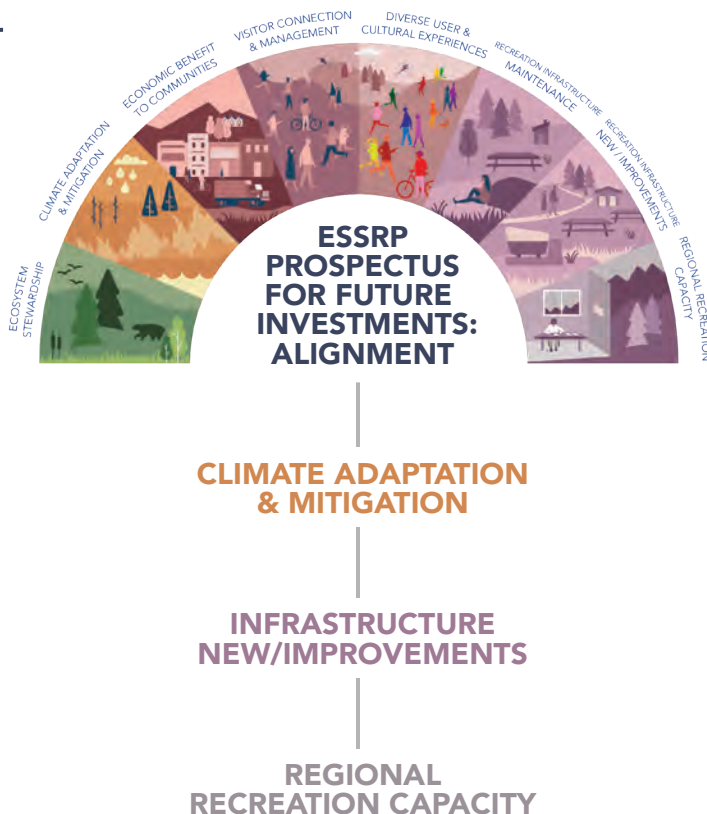 ECOSYSTEM
STEWARDSHIP
CLIMATE ADAPTATION
& MITIGATION
ECONOMIC BENEFIT
TO COMMUNITIES
VISITOR CONNECTION
& MANAGEMENT
DIVERSE USER &
CULTURAL EXPERIENCES
RECREATION INFRASTRUCTURE
MAINTENANCE
RECREATION INFRASTRUCTURE
NEW / IMPROVEMENTS
REGIONAL RECREATION
CAPACITY
ESSRP
PROSPECTUS
FOR FUTURE
INVESTMENTS:
ALIGNMENT
CLIMATE ADAPTATION
& MITIGATION
INFRASTRUCTURE
NEW/IMPROVEMENTS
REGIONAL
RECREATION CAPACITY